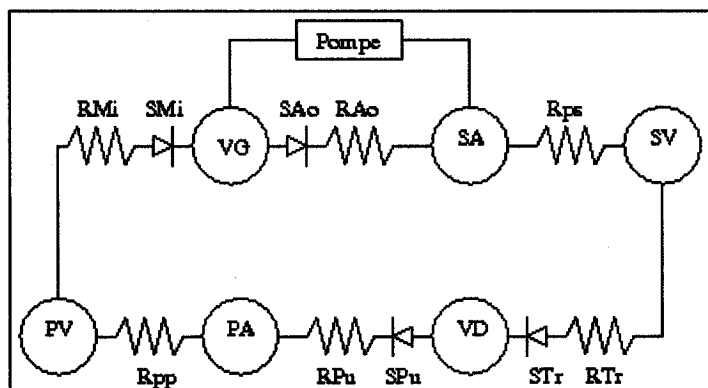 Pompe
RMi SMi SAo RAo Rps
VG SA SV
PV PA VD
Rpp RPu SPu STr RTr